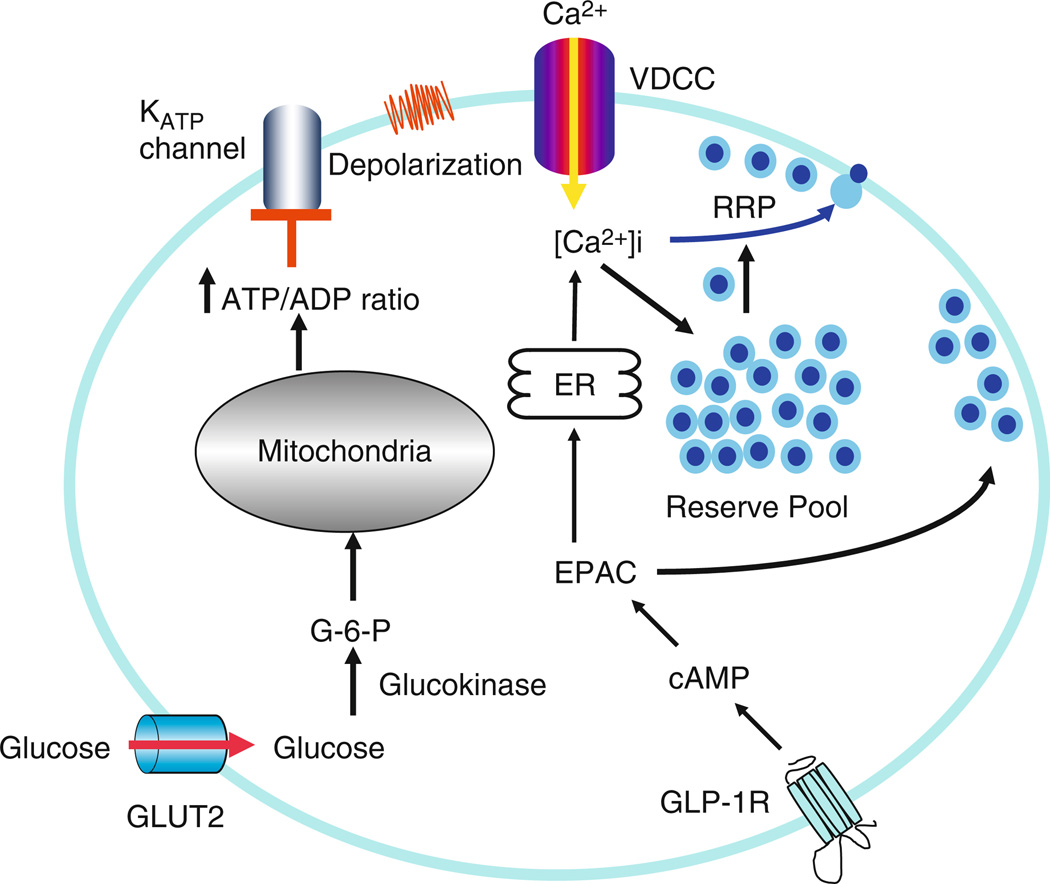 Ca²⁺
VDCC
K_ATP
channel
Depolarization
RRP
[Ca²⁺]i
ATP/ADP ratio
ER
Mitochondria
Reserve Pool
EPAC
G-6-P
cAMP
Glucokinase
Glucose
Glucose
GLP-1R
GLUT2